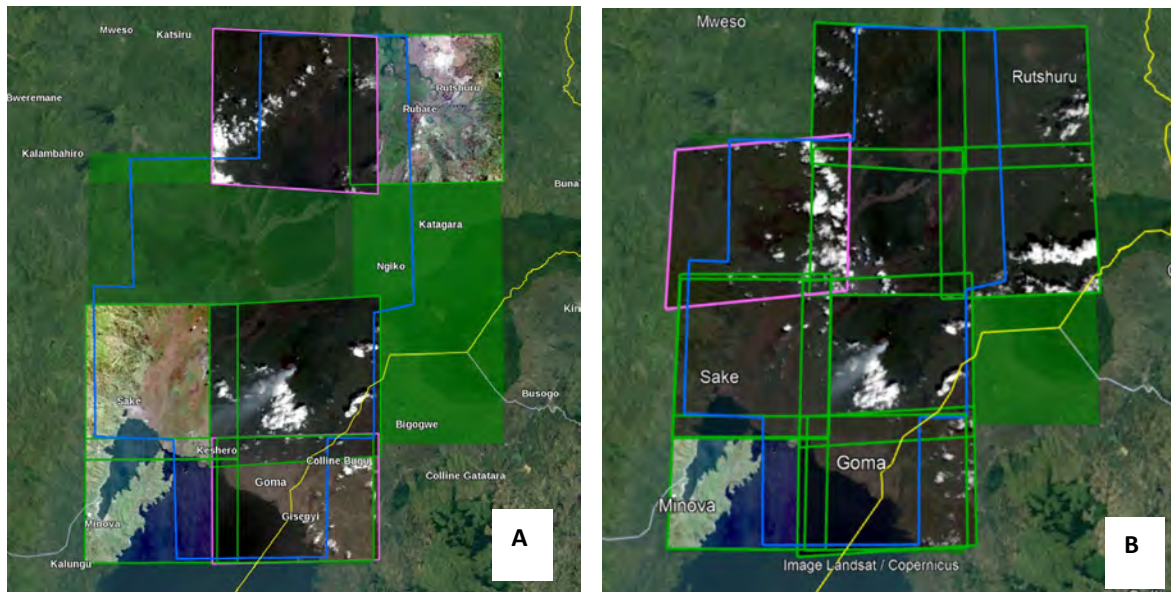 Mweso
Katsiru
Bweremane
Rutshuru
Rubare
Kalambahiro
Buna
Katagara
Ngiko
Kin
Sake
Busogo
Bigogwe
Keshero
Colline Bugu
Colline Gatatara
Goma
Gisenyi
Minova
Kalungu
A
Mweso
Rutshuru
Sake
Goma
Minova
Image Landsat / Copernicus
B